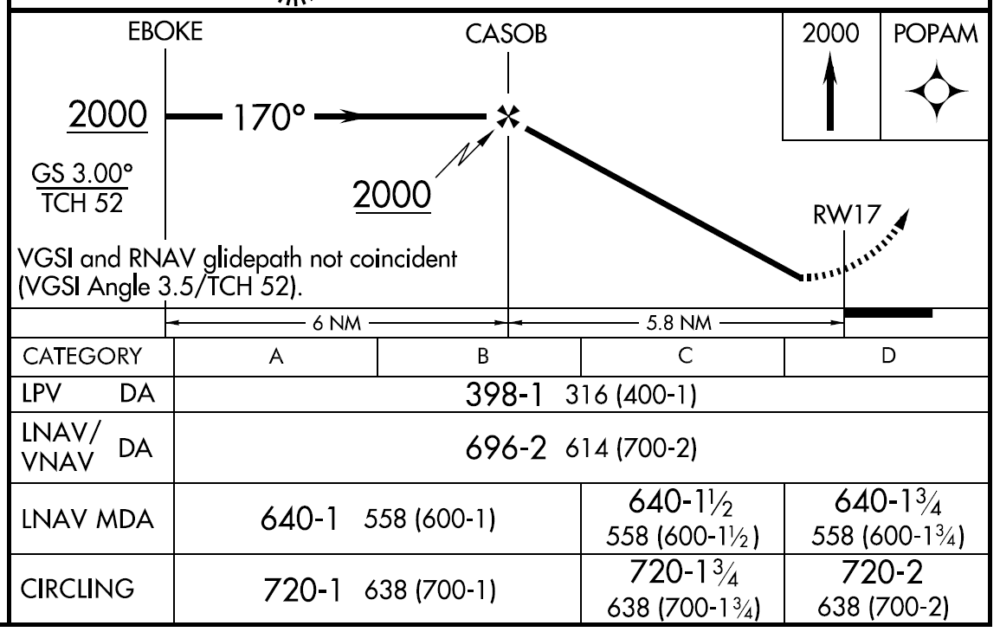 EBOKE CASOB 2000 POPAM
2000 170°
GS 3.00°
TCH 52
2000
RW17
VGSI and RNAV glidepath not coincident
(VGSI Angle 3.5/TCH 52).
6 NM 5.8 NM
CATEGORY A B C D
LPV DA 398-1 316 (400-1)
LNAV/
VNAV DA 696-2 614 (700-2)
LNAV MDA 640-1 558 (600-1) 640-1½ 640-1¾
558 (600-1½) 558 (600-1¾)
CIRCLING 720-1 638 (700-1) 720-1¾ 720-2
638 (700-1¾) 638 (700-2)